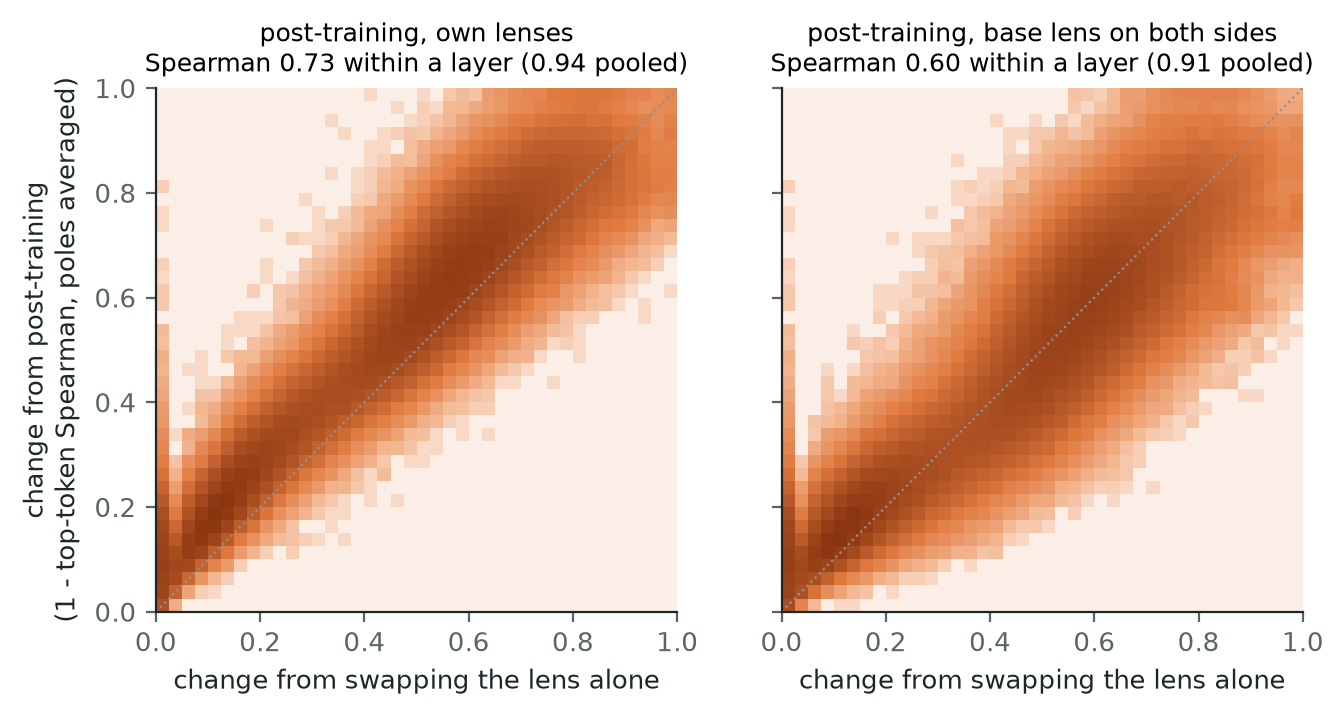 post-training, own lenses
Spearman 0.73 within a layer (0.94 pooled)
post-training, base lens on both sides
Spearman 0.60 within a layer (0.91 pooled)
change from post-training
(1 - top-token Spearman, poles averaged)
1.0
0.8
0.6
0.4
0.2
0.0
0.0 0.2 0.4 0.6 0.8 1.0
change from swapping the lens alone
0.0 0.2 0.4 0.6 0.8 1.0
change from swapping the lens alone